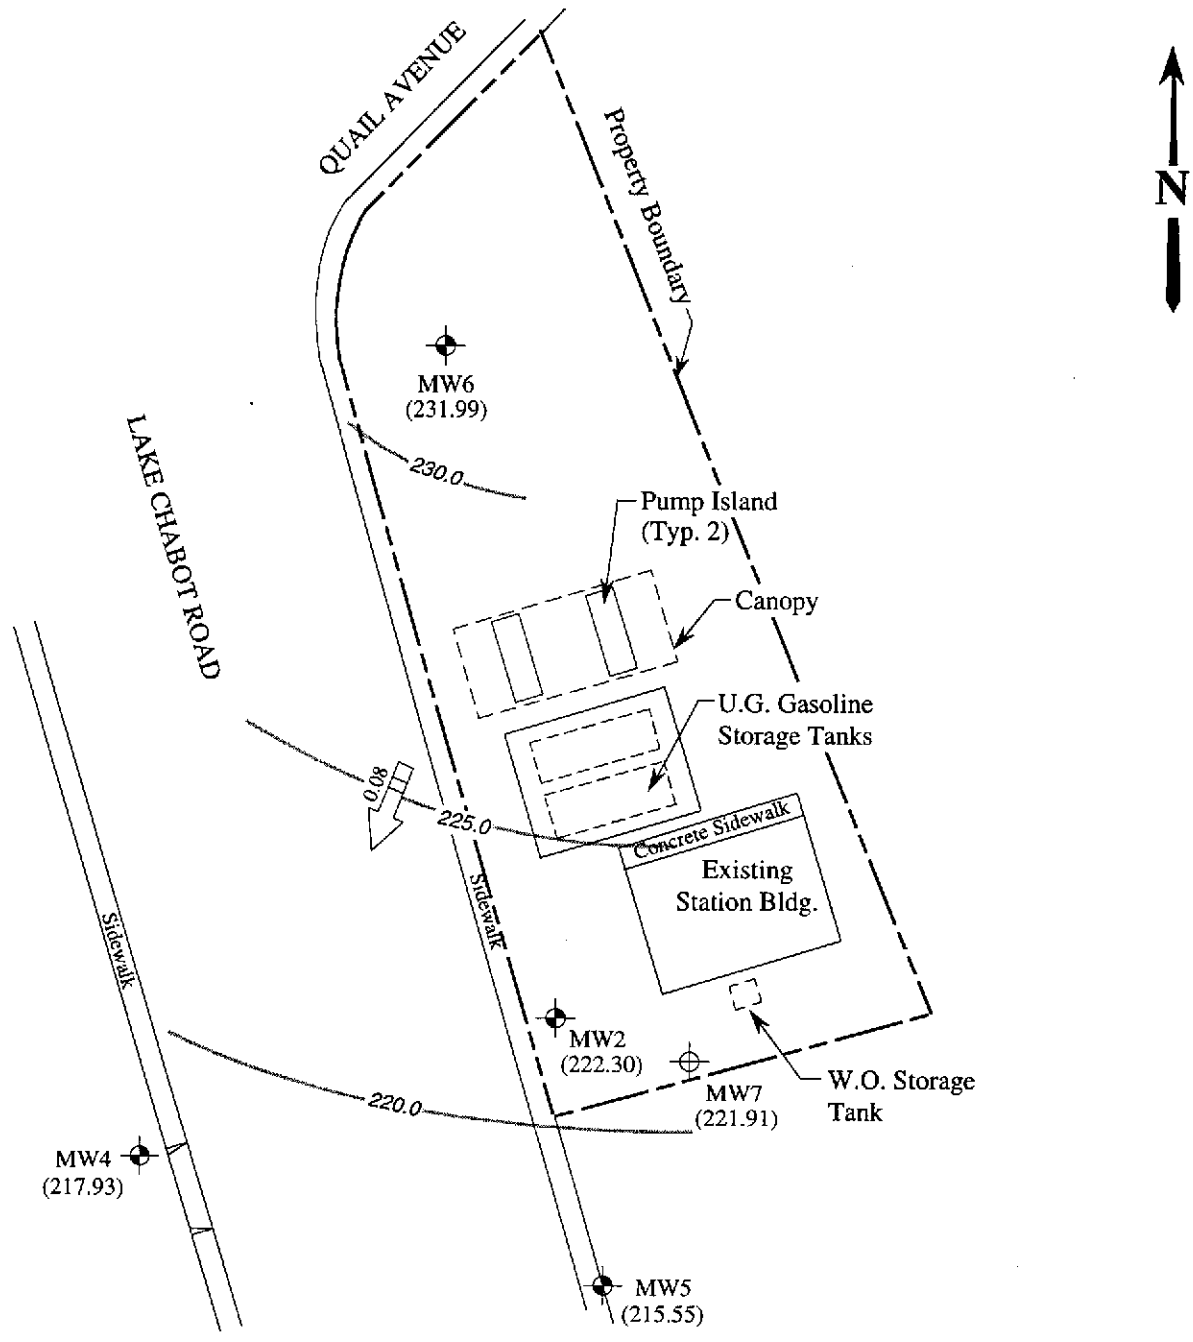 QUAIL AVENUE
Property Boundary
N
MW6
(231.99)
LAKE CHABOT ROAD
230.0
Pump Island
(Typ. 2)
Canopy
U.G. Gasoline
Storage Tanks
0.08
225.0
Concrete Sidewalk
Existing
Station Bldg.
Sidewalk
Sidewalk
MW2
(222.30)
W.O. Storage
Tank
MW7
(221.91)
220.0
MW4
(217.93)
MW5
(215.55)